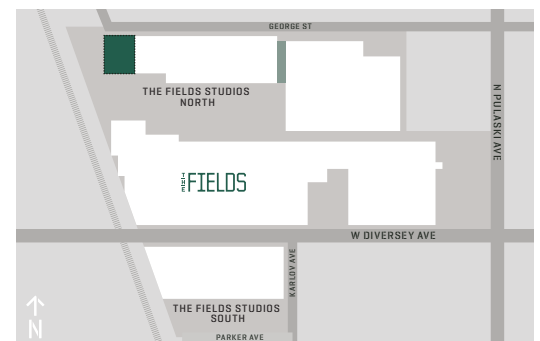 GEORGE ST
THE FIELDS STUDIOS
NORTH
N PULASKI AVE
THE FIELDS
W DIVERSEY AVE
KARLOV AVE
THE FIELDS STUDIOS
SOUTH
N
PARKER AVE